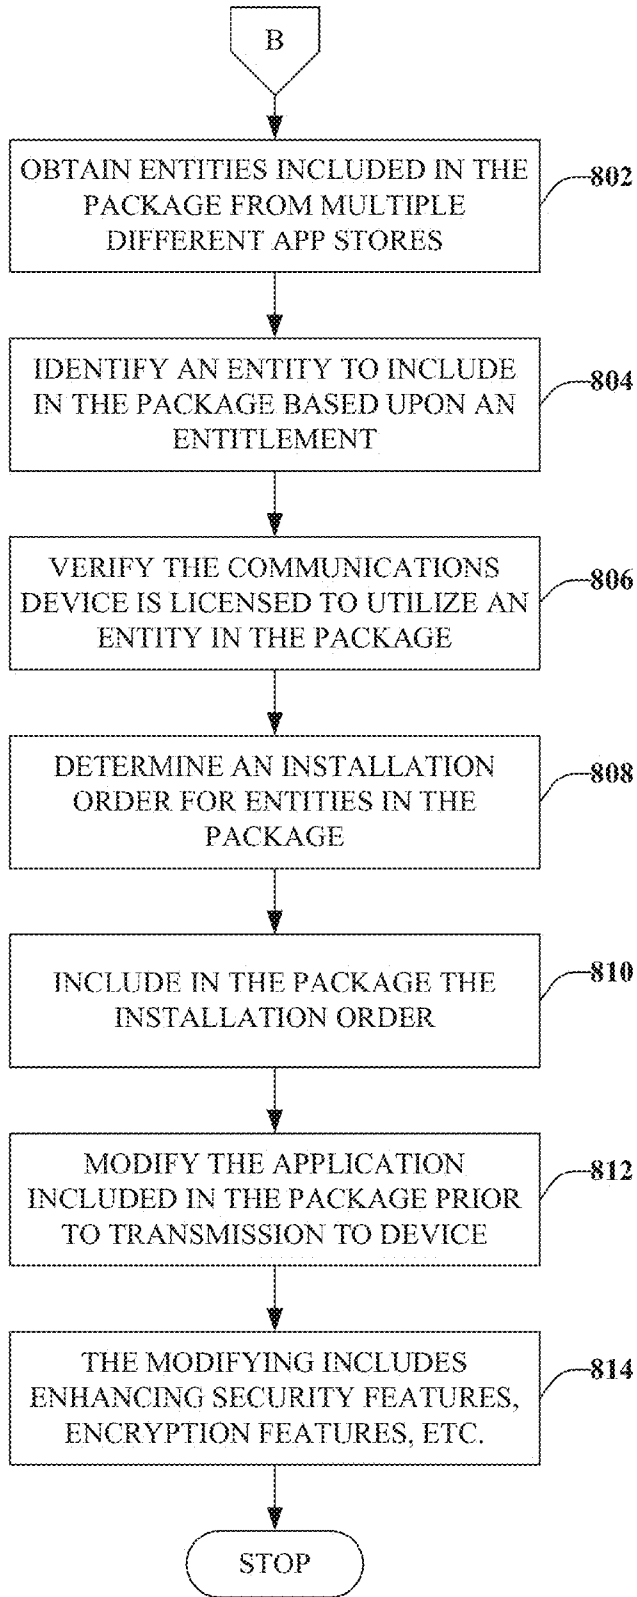 B
OBTAIN ENTITIES INCLUDED IN THE
PACKAGE FROM MULTIPLE
DIFFERENT APP STORES
802
IDENTIFY AN ENTITY TO INCLUDE
IN THE PACKAGE BASED UPON AN
ENTITLEMENT
804
VERIFY THE COMMUNICATIONS
DEVICE IS LICENSED TO UTILIZE AN
ENTITY IN THE PACKAGE
806
DETERMINE AN INSTALLATION
ORDER FOR ENTITIES IN THE
PACKAGE
808
INCLUDE IN THE PACKAGE THE
INSTALLATION ORDER
810
MODIFY THE APPLICATION
INCLUDED IN THE PACKAGE PRIOR
TO TRANSMISSION TO DEVICE
812
THE MODIFYING INCLUDES
ENHANCING SECURITY FEATURES,
ENCRYPTION FEATURES, ETC.
814
STOP